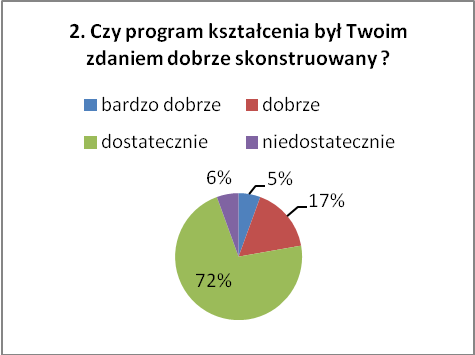 2. Czy program kształcenia był Twoim
zdaniem dobrze skonstruowany ?
bardzo dobrze dobrze
dostatecznie niedostatecznie
6% 5%
17%
72%